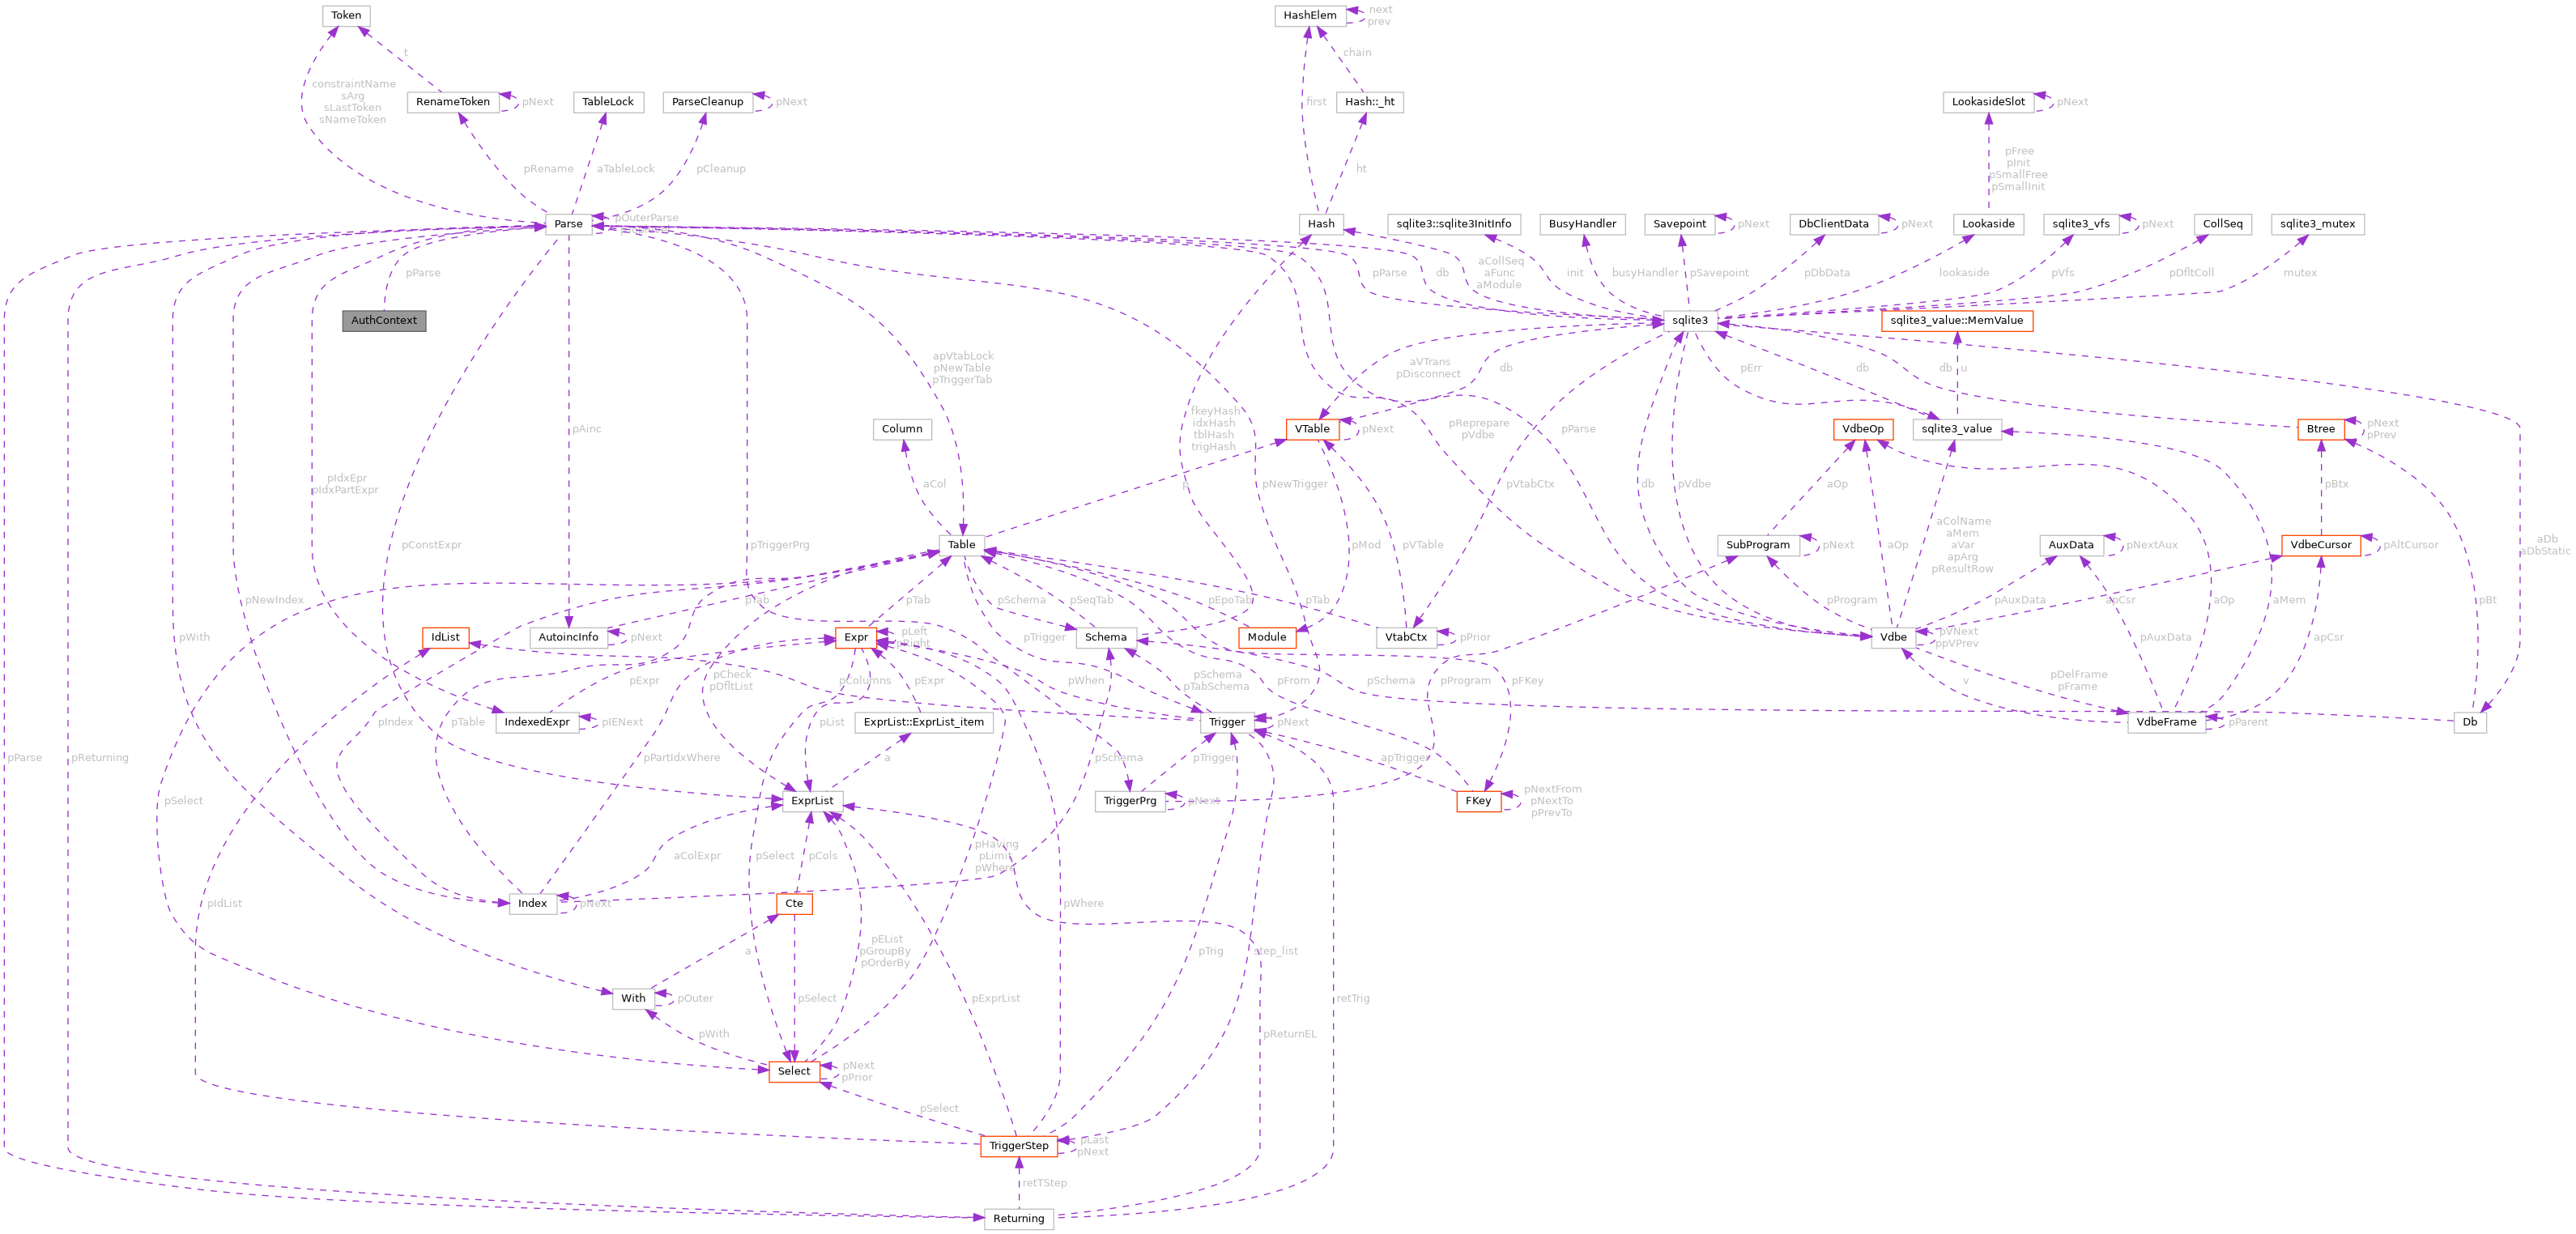 Token
HashElem
next
prev
t
chain
constraintName
sArg
sLastToken
sNameToken
RenameToken
pNext
TableLock
ParseCleanup
pNext
first
Hash::_ht
LookasideSlot
pNext
pRename
aTableLock
pCleanup
ht
pFree
pInit
pSmallFree
pSmallInit
Parse
pOuterParse
Hash
sqlite3::sqlite3InitInfo
BusyHandler
Savepoint
pNext
DbClientData
pNext
Lookaside
sqlite3_vfs
pNext
CollSeq
sqlite3_mutex
pParse
pParse
db
aCollSeq
aFunc
aModule
init
busyHandler
pSavepoint
pDbData
lookaside
pVfs
pDfltColl
mutex
AuthContext
sqlite3
sqlite3_value::MemValue
apVtabLock
pNewTable
pTriggerTab
aVTrans
pDisconnect
db
pErr
db
db
u
pAinc
Column
fkeyHash
idxHash
tblHash
trigHash
VTable
pNext
pReprepare
pVdbe
pParse
VdbeOp
sqlite3_value
Btree
pNext
pPrev
pIdxEpr
pIdxPartExpr
aCol
p
pNewTrigger
pVtabCtx
db
pVdbe
aOp
pBtx
pConstExpr
pTriggerPrg
Table
pMod
pVTable
SubProgram
pNext
aOp
aColName
aMem
aVar
apArg
pResultRow
AuxData
pNextAux
VdbeCursor
pAltCursor
aDb
aDbStatic
pNewIndex
pTab
pTab
pSchema
pSeqTab
pEpoTab
pTab
pProgram
pAuxData
apCsr
aOp
aMem
pBt
pWith
IdList
AutoincInfo
pNext
Expr
pLeft
pRight
pTrigger
Schema
Module
VtabCtx
pPrior
Vdbe
pVNext
ppVPrev
pAuxData
apCsr
pExpr
pCheck
pDfltList
pColumns
pExpr
pWhen
pSchema
pTabSchema
pFrom
pSchema
pProgram
pFKey
v
pDelFrame
pFrame
pIndex
pTable
IndexedExpr
pIENext
pList
ExprList::ExprList_item
Trigger
pNext
VdbeFrame
pParent
Db
pParse
pReturning
pPartIdxWhere
a
pSchema
pTrigger
apTrigger
pSelect
ExprList
TriggerPrg
pNext
FKey
pNextFrom
pNextTo
pPrevTo
aColExpr
pSelect
pCols
pHaving
pLimit
pWhere
pIdList
Index
pNext
Cte
pWhere
a
pEList
pGroupBy
pOrderBy
pTrig
step_list
With
pOuter
pSelect
pExprList
retTrig
pWith
pReturnEL
Select
pNext
pPrior
pSelect
TriggerStep
pLast
pNext
retTStep
Returning